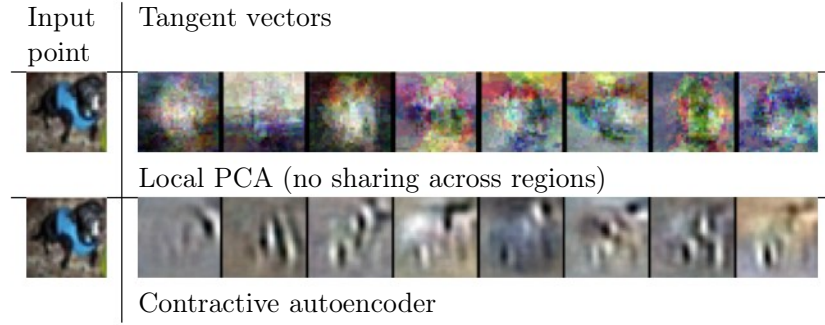 Input
point
Tangent vectors
Local PCA (no sharing across regions)
Contractive autoencoder